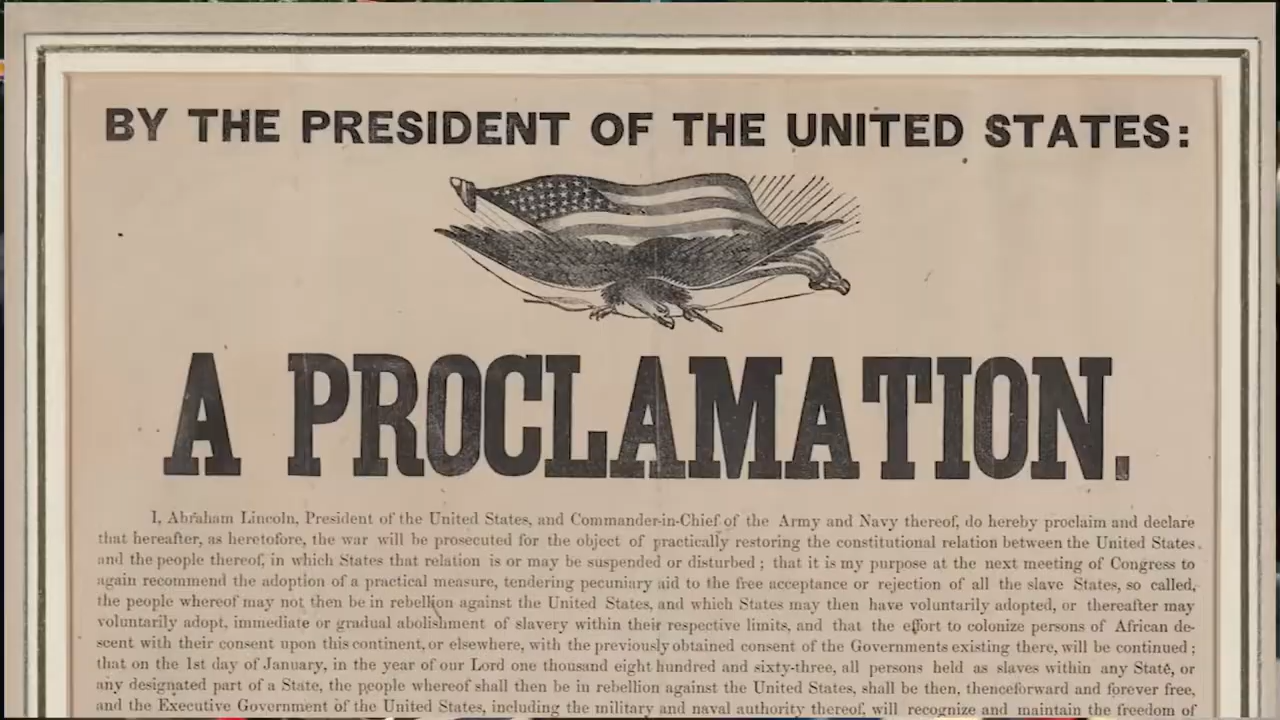 BY THE PRESIDENT OF THE UNITED STATES:
A PROCLAMATION.
I, Abraham Lincoln, President of the United States, and Commander-in-Chief of the Army and Navy thereof, do hereby proclaim and declare
that hereafter, as heretofore, the war will be prosecuted for the object of practically restoring the constitutional relation between the United States,
and the people thereof, in which States that relation is or may be suspended or disturbed; that it is my purpose at the next meeting of Congress to
again recommend the adoption of a practical measure, tendering pecuniary aid to the free acceptance or rejection of all the slave States, so called,
the people whereof may not then be in rebellion against the United States, and which States may then have voluntarily adopted, or thereafter may
voluntarily adopt, immediate or gradual abolishment of slavery within their respective limits, and that the effort to colonize persons of African de-
scent with their consent upon this continent, or elsewhere, with the previously obtained consent of the Governments existing there, will be continued;
that on the 1st day of January, in the year of our Lord one thousand eight hundred and sixty-three, all persons held as slaves within any State, or
any designated part of a State, the people whereof shall then be in rebellion against the United States, shall be then, thenceforward and forever free,
and the Executive Government of the United States, including the military and naval authority thereof, will recognize and maintain the freedom of